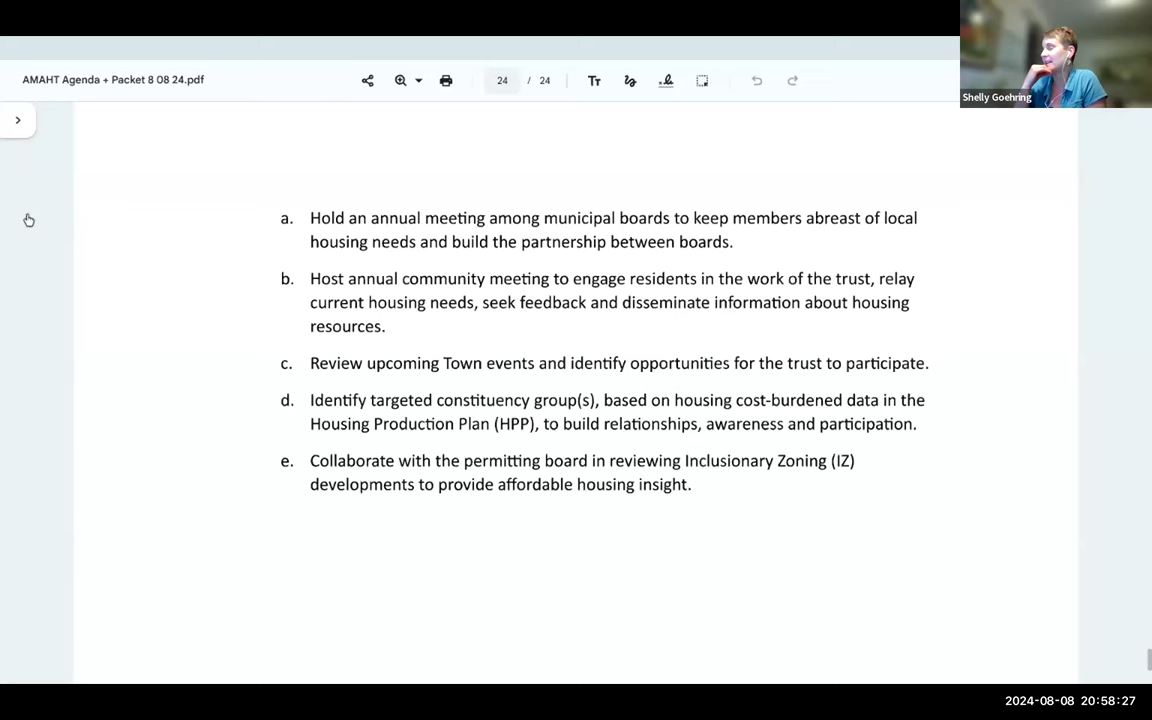 AMAHT Agenda + Packet 8 08 24.pdf
24 / 24
Tr
Shelly Goehring
a. Hold an annual meeting among municipal boards to keep members abreast of local
housing needs and build the partnership between boards.
b. Host annual community meeting to engage residents in the work of the trust, relay
current housing needs, seek feedback and disseminate information about housing
resources.
c. Review upcoming Town events and identify opportunities for the trust to participate.
d. Identify targeted constituency group(s), based on housing cost-burdened data in the
Housing Production Plan (HPP), to build relationships, awareness and participation.
e. Collaborate with the permitting board in reviewing Inclusionary Zoning (IZ)
developments to provide affordable housing insight.
2024-08-08 20:58:27